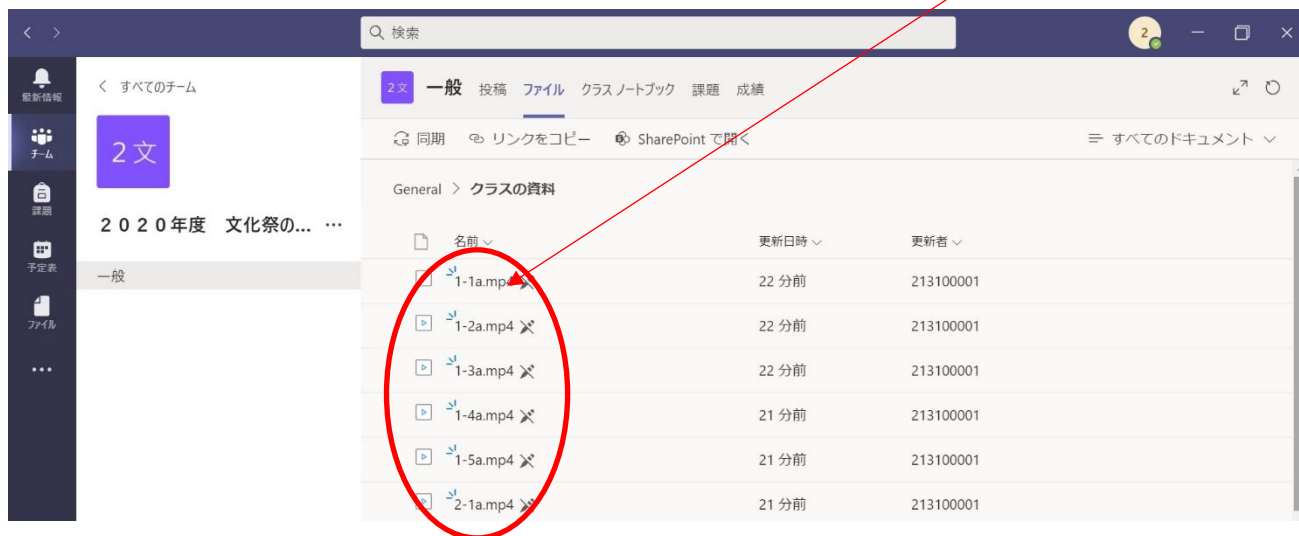 検索
2
最新情報
チーム
課題
予定表
ファイル
すべてのチーム
2文
2020年度 文化祭の... ...
一般
2文 一般 投稿 ファイル クラス ノートブック 課題 成績
同期 リンクをコピー SharePoint で開く すべてのドキュメント
General > クラスの資料
名前 更新日時 更新者
1-1a.mp4 22 分前 213100001
1-2a.mp4 22 分前 213100001
1-3a.mp4 22 分前 213100001
1-4a.mp4 21 分前 213100001
1-5a.mp4 21 分前 213100001
2-1a.mp4 21 分前 213100001